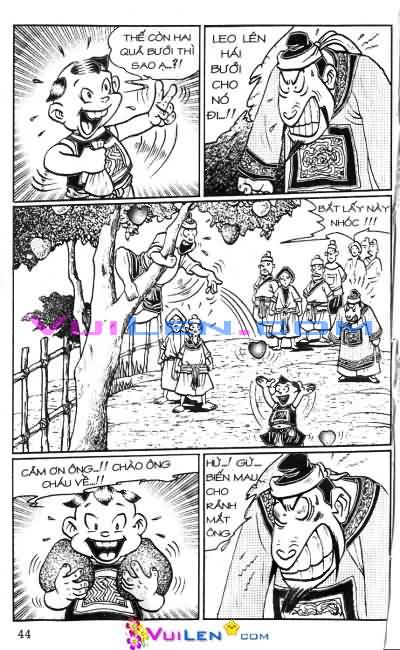 THẾ CÒN HAI
QUẢ BƯỞI THÌ
SAO Ạ...?!
LEO LÊN
HÁI
BƯỞI
CHO
NÓ
ĐI...!!
BẮT LẤY NÀY
NHÓC !!!
VUILEN.COM
CẢM ƠN ÔNG...!! CHÀO ÔNG
CHÁU VỀ...!!
HỪ...! GỪ...
BIẾN MAU...
CHO
RẢNH
MẮT
ÔNG...
44
VUILEN.COM